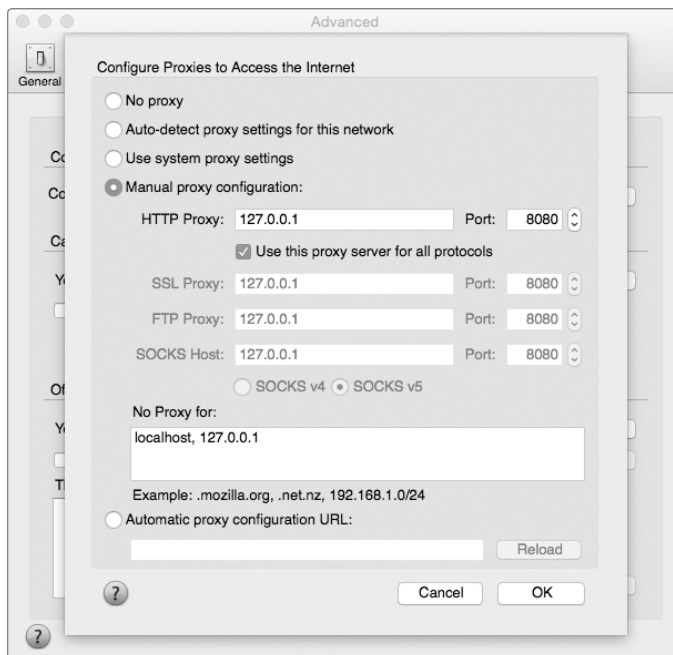 Advanced
General
Configure Proxies to Access the Internet
No proxy
Auto-detect proxy settings for this network
Use system proxy settings
Manual proxy configuration:
HTTP Proxy: 127.0.0.1 Port: 8080
Use this proxy server for all protocols
SSL Proxy: 127.0.0.1 Port: 8080
FTP Proxy: 127.0.0.1 Port: 8080
SOCKS Host: 127.0.0.1 Port: 8080
SOCKS v4 SOCKS v5
No Proxy for:
localhost, 127.0.0.1
Example: .mozilla.org, .net.nz, 192.168.1.0/24
Automatic proxy configuration URL:
Reload
? Cancel OK
?